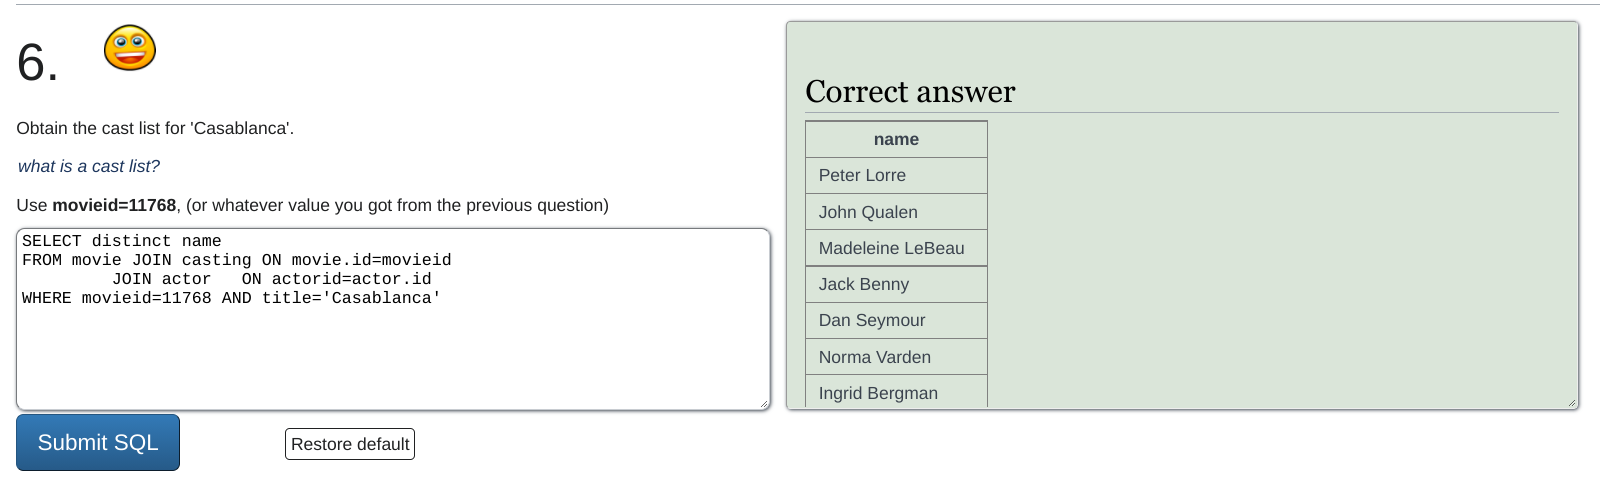 6.
Obtain the cast list for 'Casablanca'.
what is a cast list?
Use movieid=11768, (or whatever value you got from the previous question)
SELECT distinct name
FROM movie JOIN casting ON movie.id=movieid
         JOIN actor   ON actorid=actor.id
WHERE movieid=11768 AND title='Casablanca'
Submit SQL
Restore default
Correct answer
name
Peter Lorre
John Qualen
Madeleine LeBeau
Jack Benny
Dan Seymour
Norma Varden
Ingrid Bergman